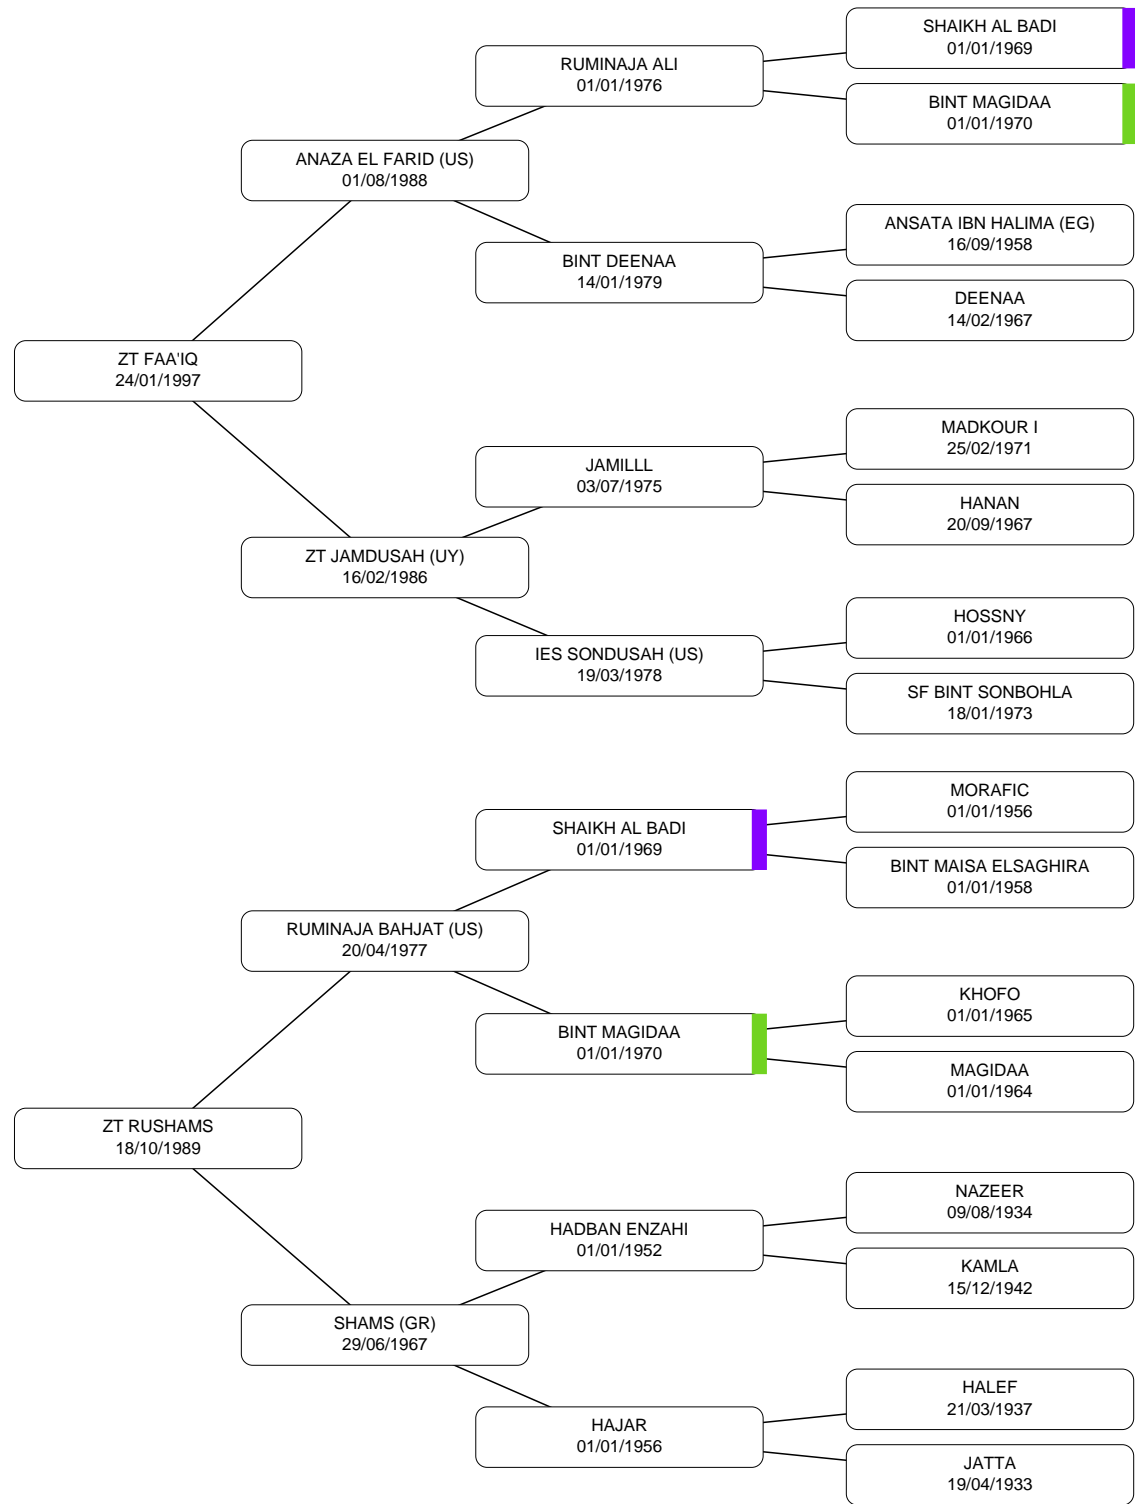 SHAIKH AL BADI
01/01/1969
RUMINAJA ALI
01/01/1976
BINT MAGIDAA
01/01/1970
ANAZA EL FARID (US)
01/08/1988
ANSATA IBN HALIMA (EG)
16/09/1958
BINT DEENAA
14/01/1979
DEENAA
14/02/1967
ZT FAA'IQ
24/01/1997
MADKOUR I
25/02/1971
JAMILLL
03/07/1975
HANAN
20/09/1967
ZT JAMDUSAH (UY)
16/02/1986
HOSSNY
01/01/1966
IES SONDUSAH (US)
19/03/1978
SF BINT SONBOHLA
18/01/1973
MORAFIC
01/01/1956
SHAIKH AL BADI
01/01/1969
BINT MAISA ELSAGHIRA
01/01/1958
RUMINAJA BAHJAT (US)
20/04/1977
KHOFO
01/01/1965
BINT MAGIDAA
01/01/1970
MAGIDAA
01/01/1964
ZT RUSHAMS
18/10/1989
NAZEER
09/08/1934
HADBAN ENZAHI
01/01/1952
KAMLA
15/12/1942
SHAMS (GR)
29/06/1967
HALEF
21/03/1937
HAJAR
01/01/1956
JATTA
19/04/1933